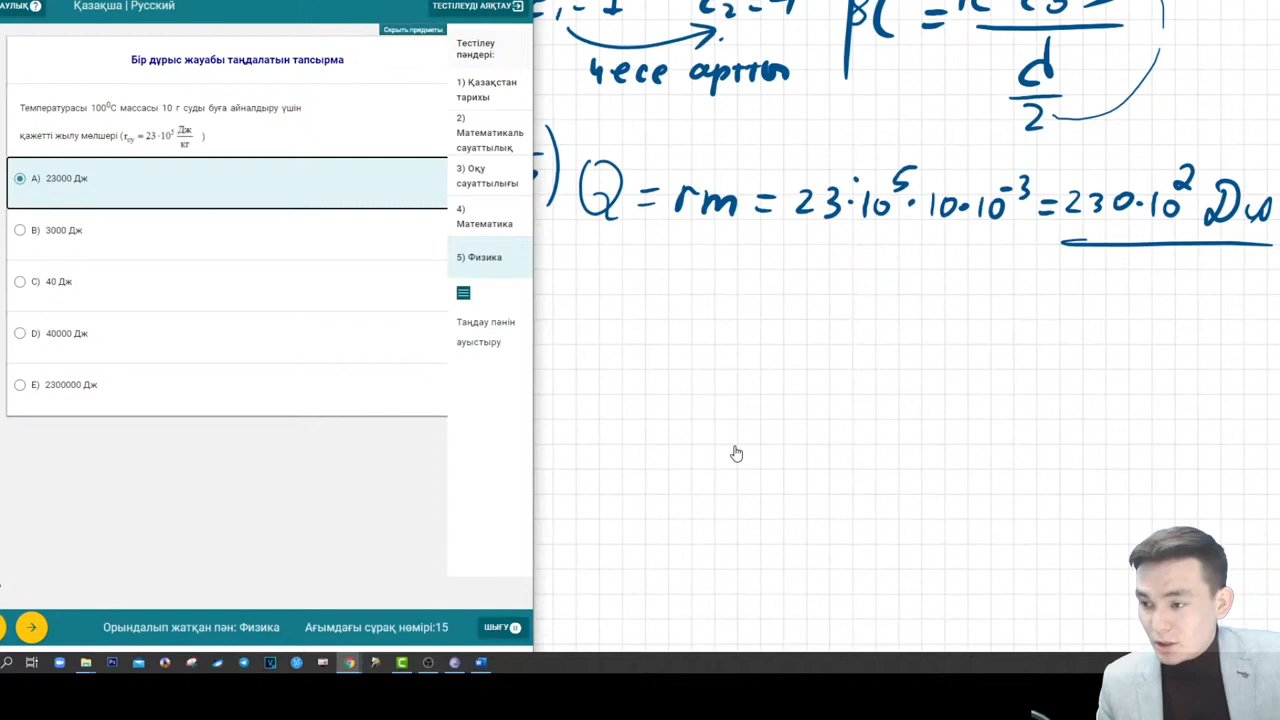 АУЛЫҚ ?
Қазақша | Русский
ТЕСТІЛЕУДІ АЯҚТАУ
Скрыть предметы
Бір дұрыс жауабы таңдалатын тапсырма
Температурасы 100⁰С массасы 10 г суды буға айналдыру үшін
қажетті жылу мөлшері (r_су = 23 · 10⁵ Дж/кг )
A) 23000 Дж
B) 3000 Дж
C) 40 Дж
D) 40000 Дж
E) 2300000 Дж
Тестілеу
пәндері:
1) Қазақстан
тарихы
2)
Математикалық
сауаттылық
3) Оқу
сауаттылығы
4)
Математика
5) Физика
Таңдау пәнін
ауыстыру
Орындалып жатқан пән: Физика
Ағымдағы сұрақ нөмірі:15
ШЫҒУ
4 есе артты
d/2
Q = rm = 23·10⁵·10·10⁻³ = 230·10² Дж